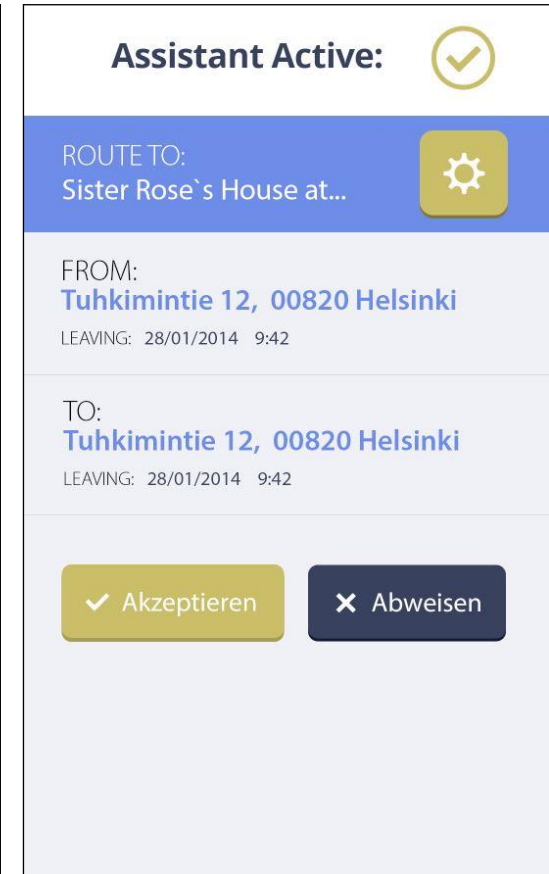 Assistant Active:
ROUTE TO:
Sister Rose`s House at...
FROM:
Tuhkimintie 12, 00820 Helsinki
LEAVING: 28/01/2014 9:42
TO:
Tuhkimintie 12, 00820 Helsinki
LEAVING: 28/01/2014 9:42
Akzeptieren
Abweisen